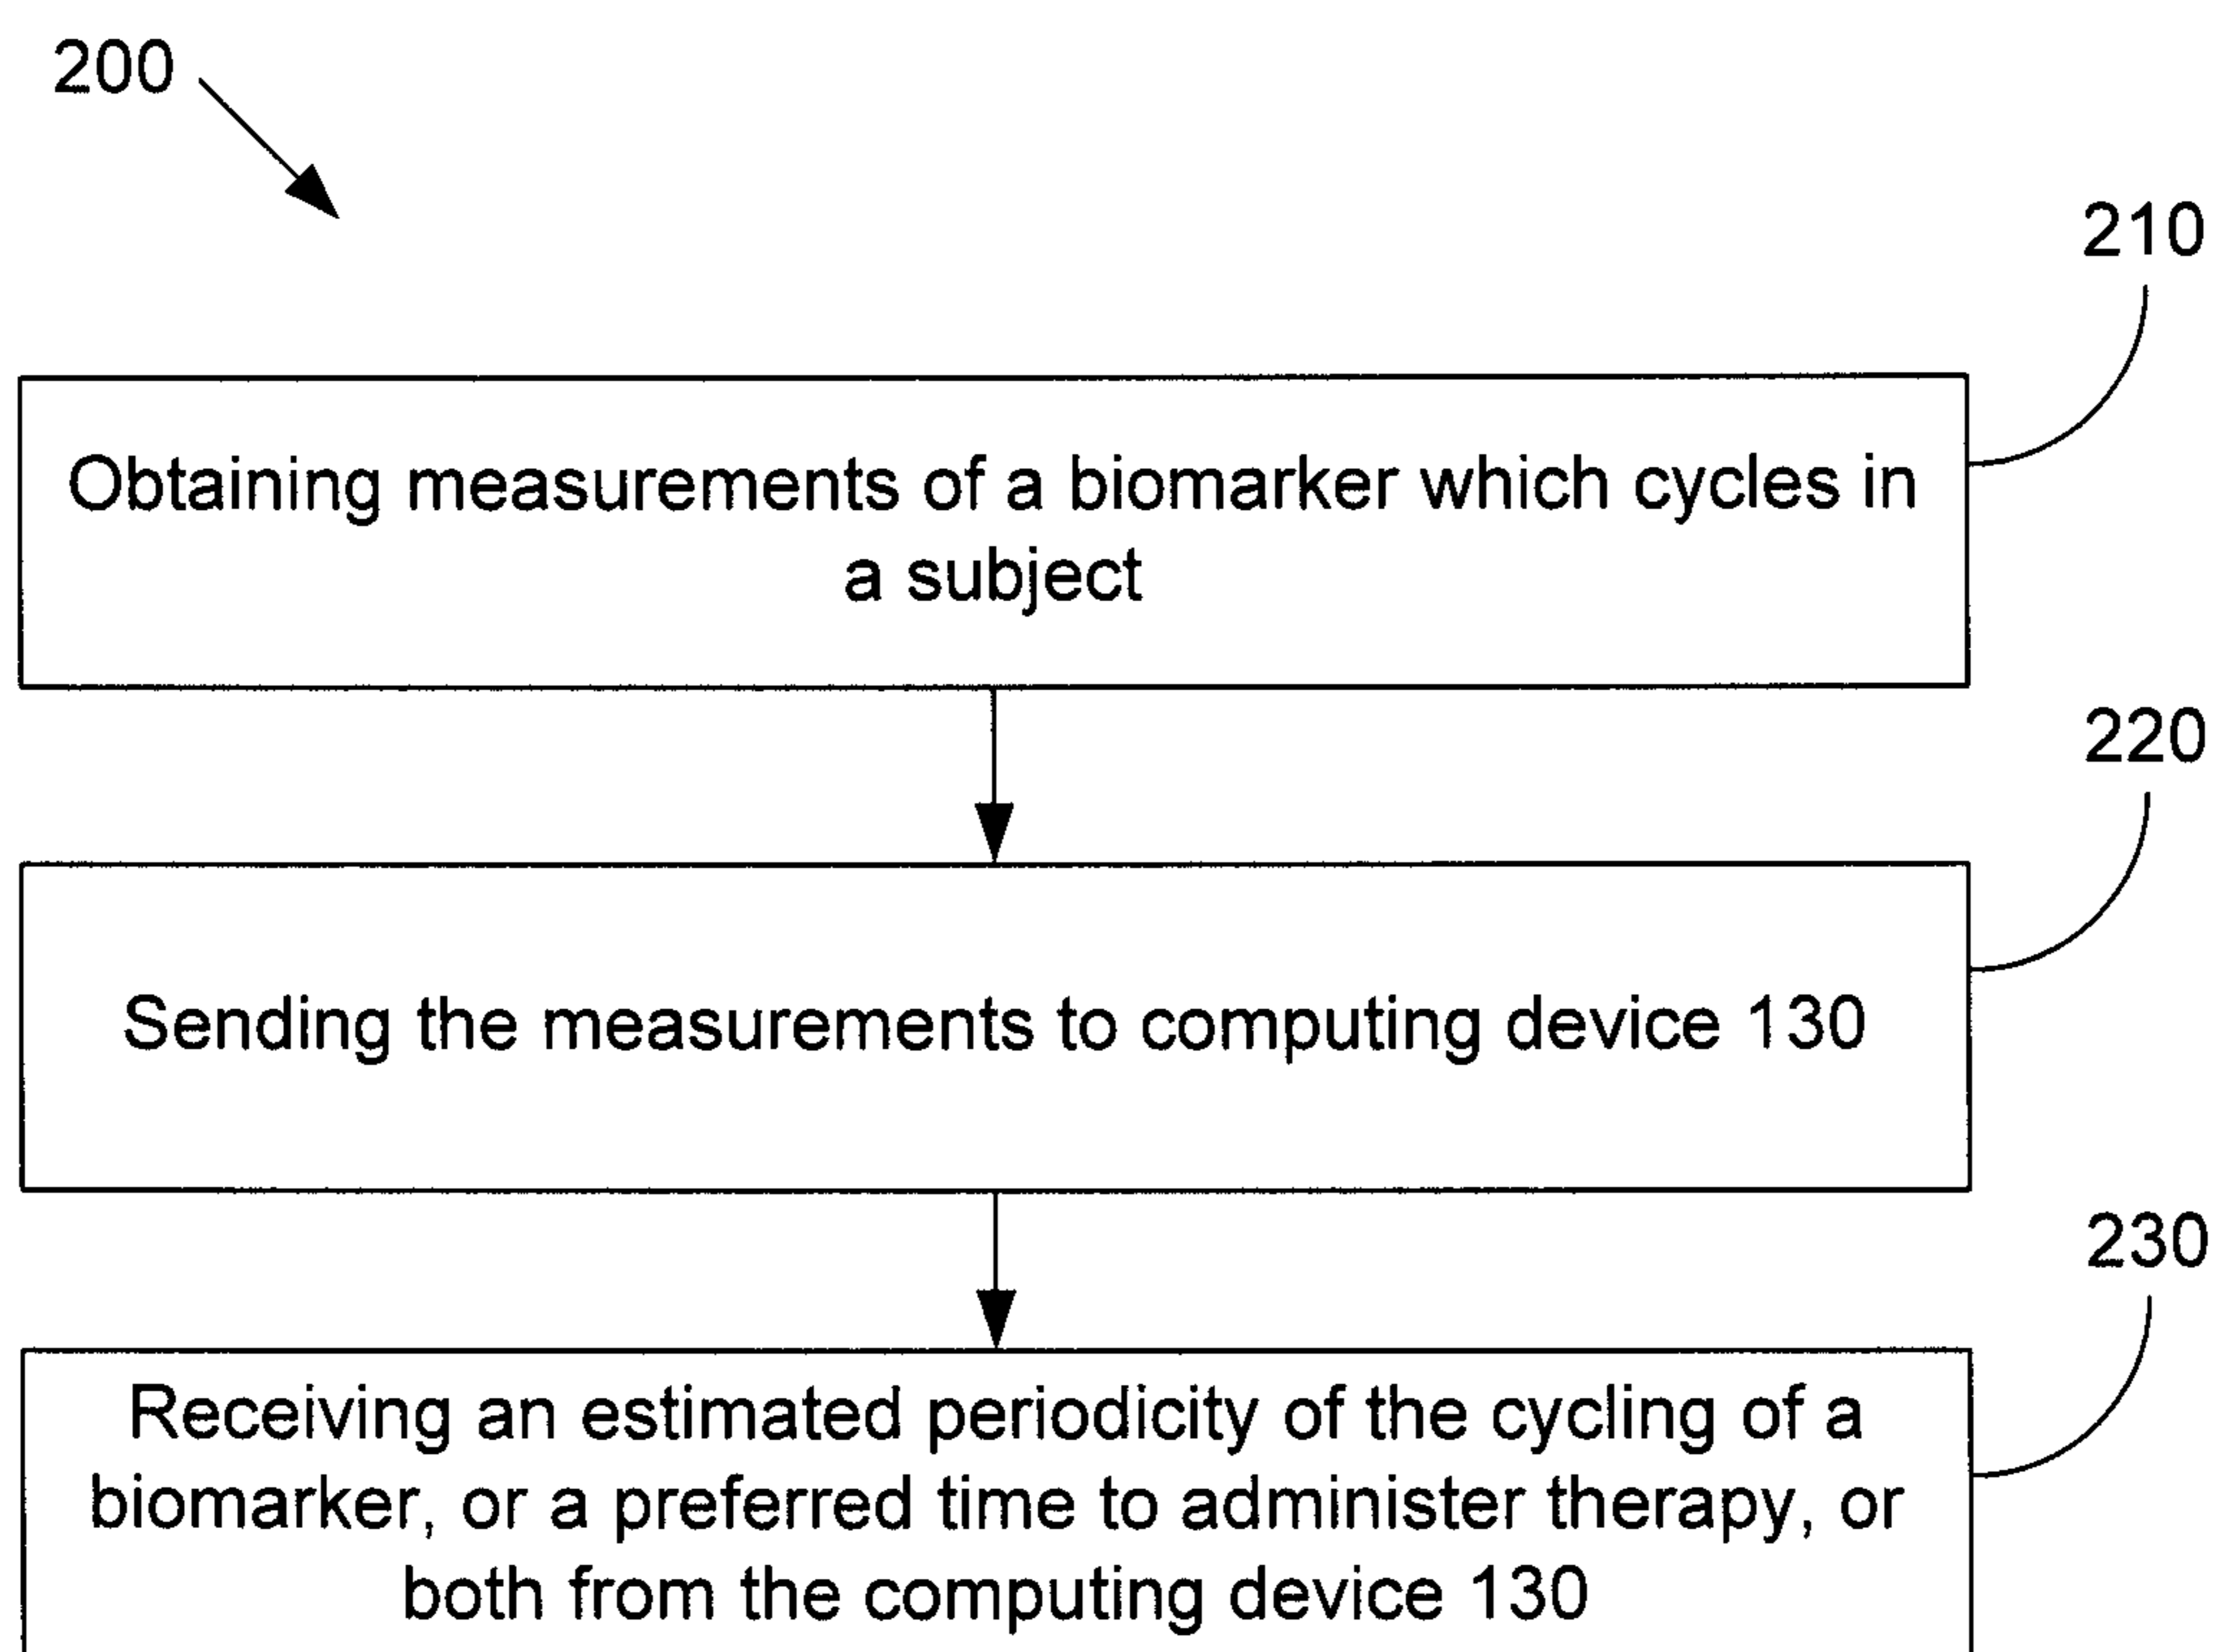 200
210
Obtaining measurements of a biomarker which cycles in
a subject
220
Sending the measurements to computing device 130
230
Receiving an estimated periodicity of the cycling of a
biomarker, or a preferred time to administer therapy, or
both from the computing device 130